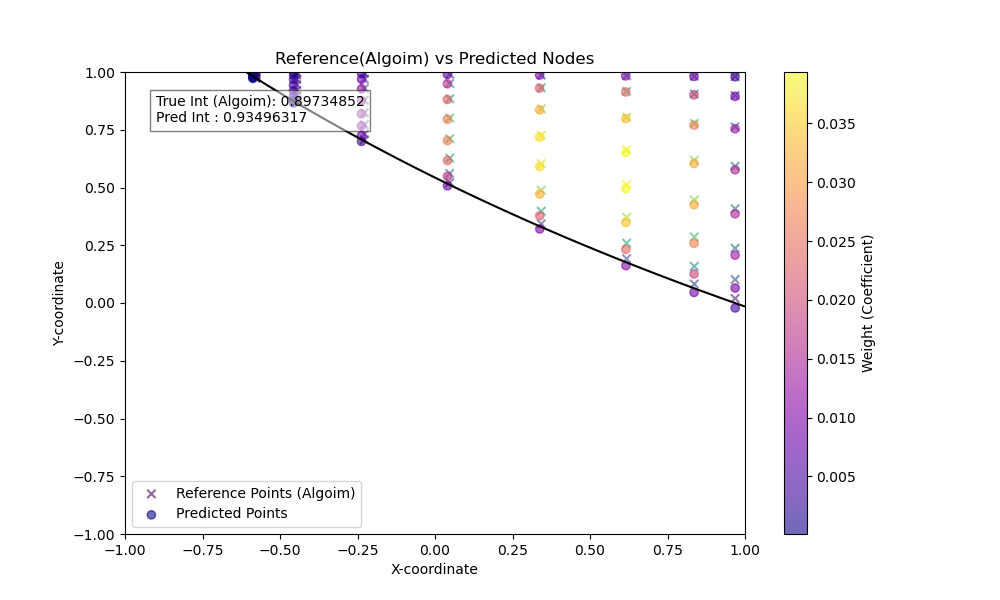 Reference(Algoim) vs Predicted Nodes
True Int (Algoim): 0.89734852
Pred Int : 0.93496317
1.00
0.75
0.50
0.25
0.00
−0.25
−0.50
−0.75
−1.00
Y-coordinate
Reference Points (Algoim)
Predicted Points
−1.00 −0.75 −0.50 −0.25 0.00 0.25 0.50 0.75 1.00
X-coordinate
0.035
0.030
0.025
0.020
0.015
0.010
0.005
Weight (Coefficient)